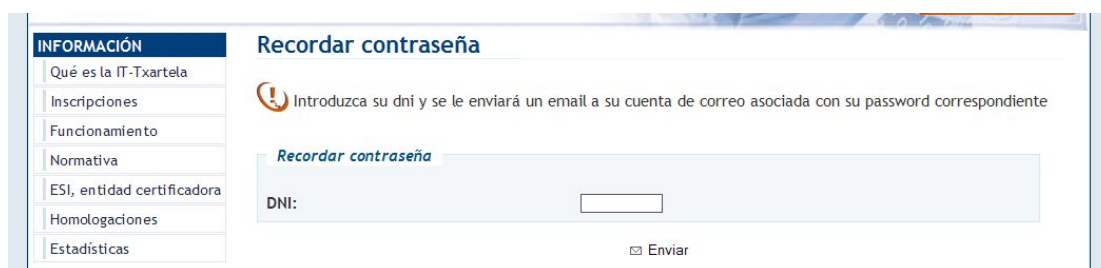 INFORMACIÓN
Qué es la IT-Txartela
Inscripciones
Funcionamiento
Normativa
ESI, entidad certificadora
Homologaciones
Estadísticas
Recordar contraseña
Introduzca su dni y se le enviará un email a su cuenta de correo asociada con su password correspondiente
Recordar contraseña
DNI:
Enviar